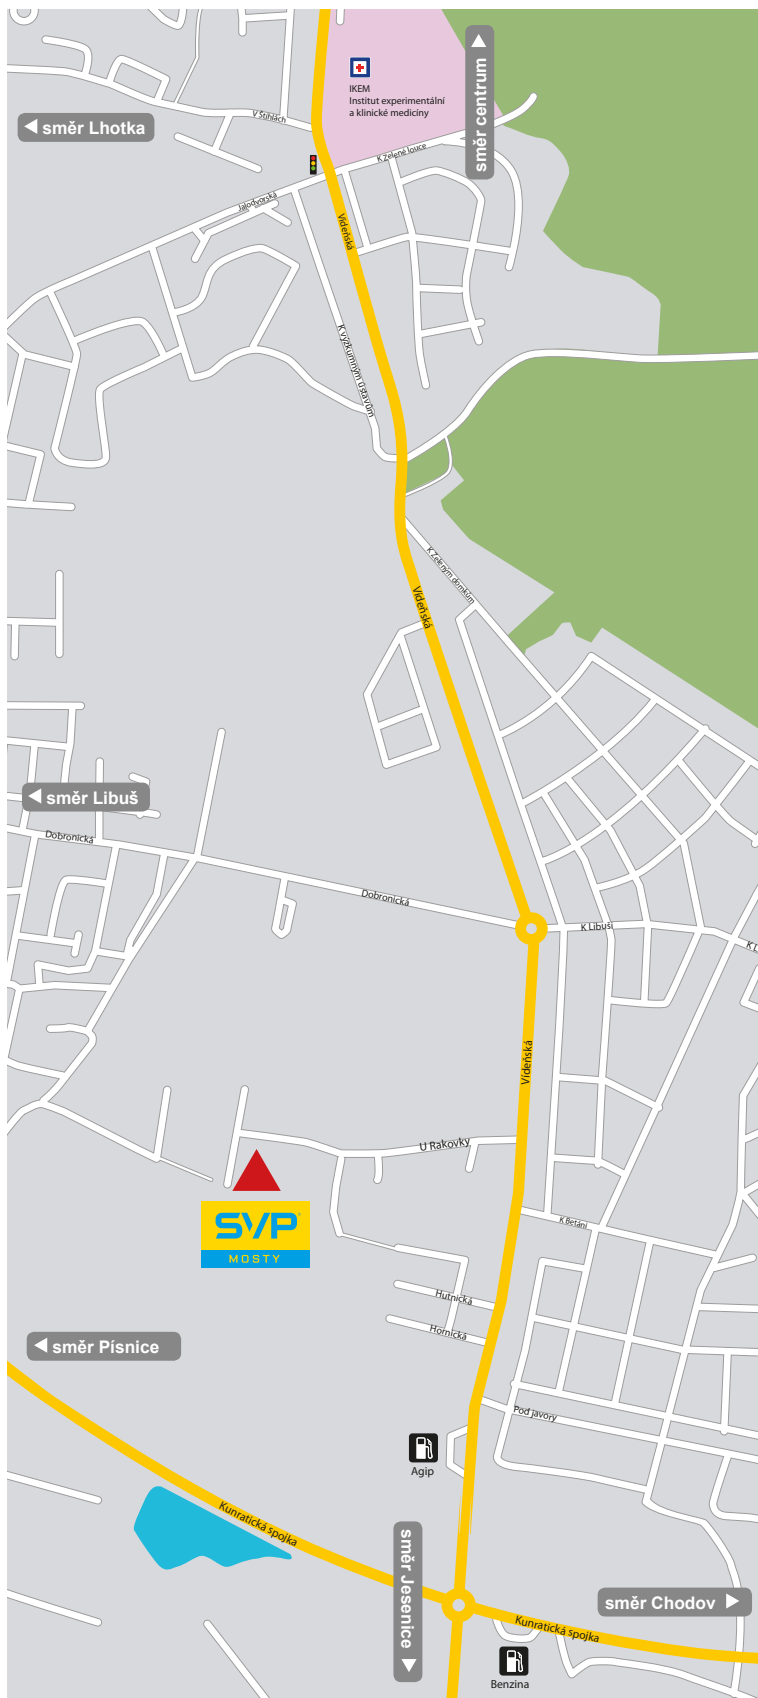 IKEM
Institut experimentální
a klinické medicíny
směr centrum
V Štíhlách
směr Lhotka
K Zelené louce
Jalodvorská
Vídeňská
K výzkumným ústavům
K Zeleným domkům
Vídeňská
směr Libuš
Dobronická
Dobronická
K Libuši
K L
Vídeňská
U Rakovky
SVP
MOSTY
K Betáni
Hutnická
Hornická
směr Písnice
Pod javory
Agip
Kunratická spojka
směr Jesenice
směr Chodov
Kunratická spojka
Benzina